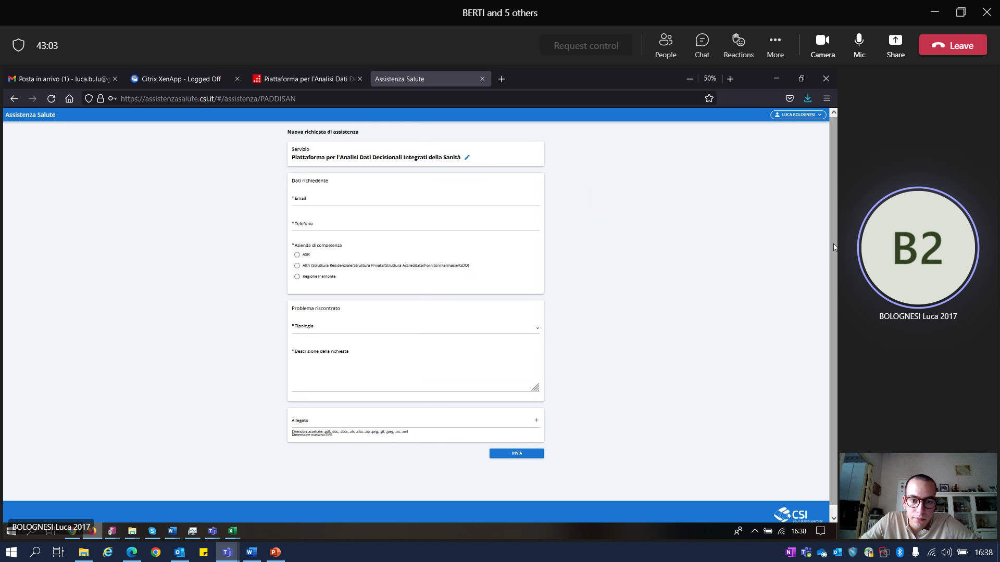 BERTI and 5 others
43:03
Request control
People
Chat
Reactions
More
Camera
Mic
Share
Leave
Posta in arrivo (1) - luca.bulu@g
Citrix XenApp - Logged Off
Piattaforma per l'Analisi Dati De
Assistenza Salute
50%
https://assistenzasalute.csi.it/#/assistenza/PADDISAN
Assistenza Salute
LUCA BOLOGNESI
Nuova richiesta di assistenza
Servizio
Piattaforma per l'Analisi Dati Decisionali Integrati della Sanità
Dati richiedente
*Email
*Telefono
*Azienda di competenza
ASR
Altri (Struttura Residenziale/Struttura Privata/Struttura Accreditata/Fornitori/Farmacie/GDO)
Regione Piemonte
Problema riscontrato
*Tipologia
*Descrizione della richiesta
Allegato
Estensioni accettate: .pdf, .doc, .docx, .xls, .xlsx, .zip, .png, .gif, .jpeg, .txt, .xml
Dimensione massima 5MB
INVIA
CSI
your digital partner
B2
BOLOGNESI Luca 2017
BOLOGNESI Luca 2017
16:38
16:38